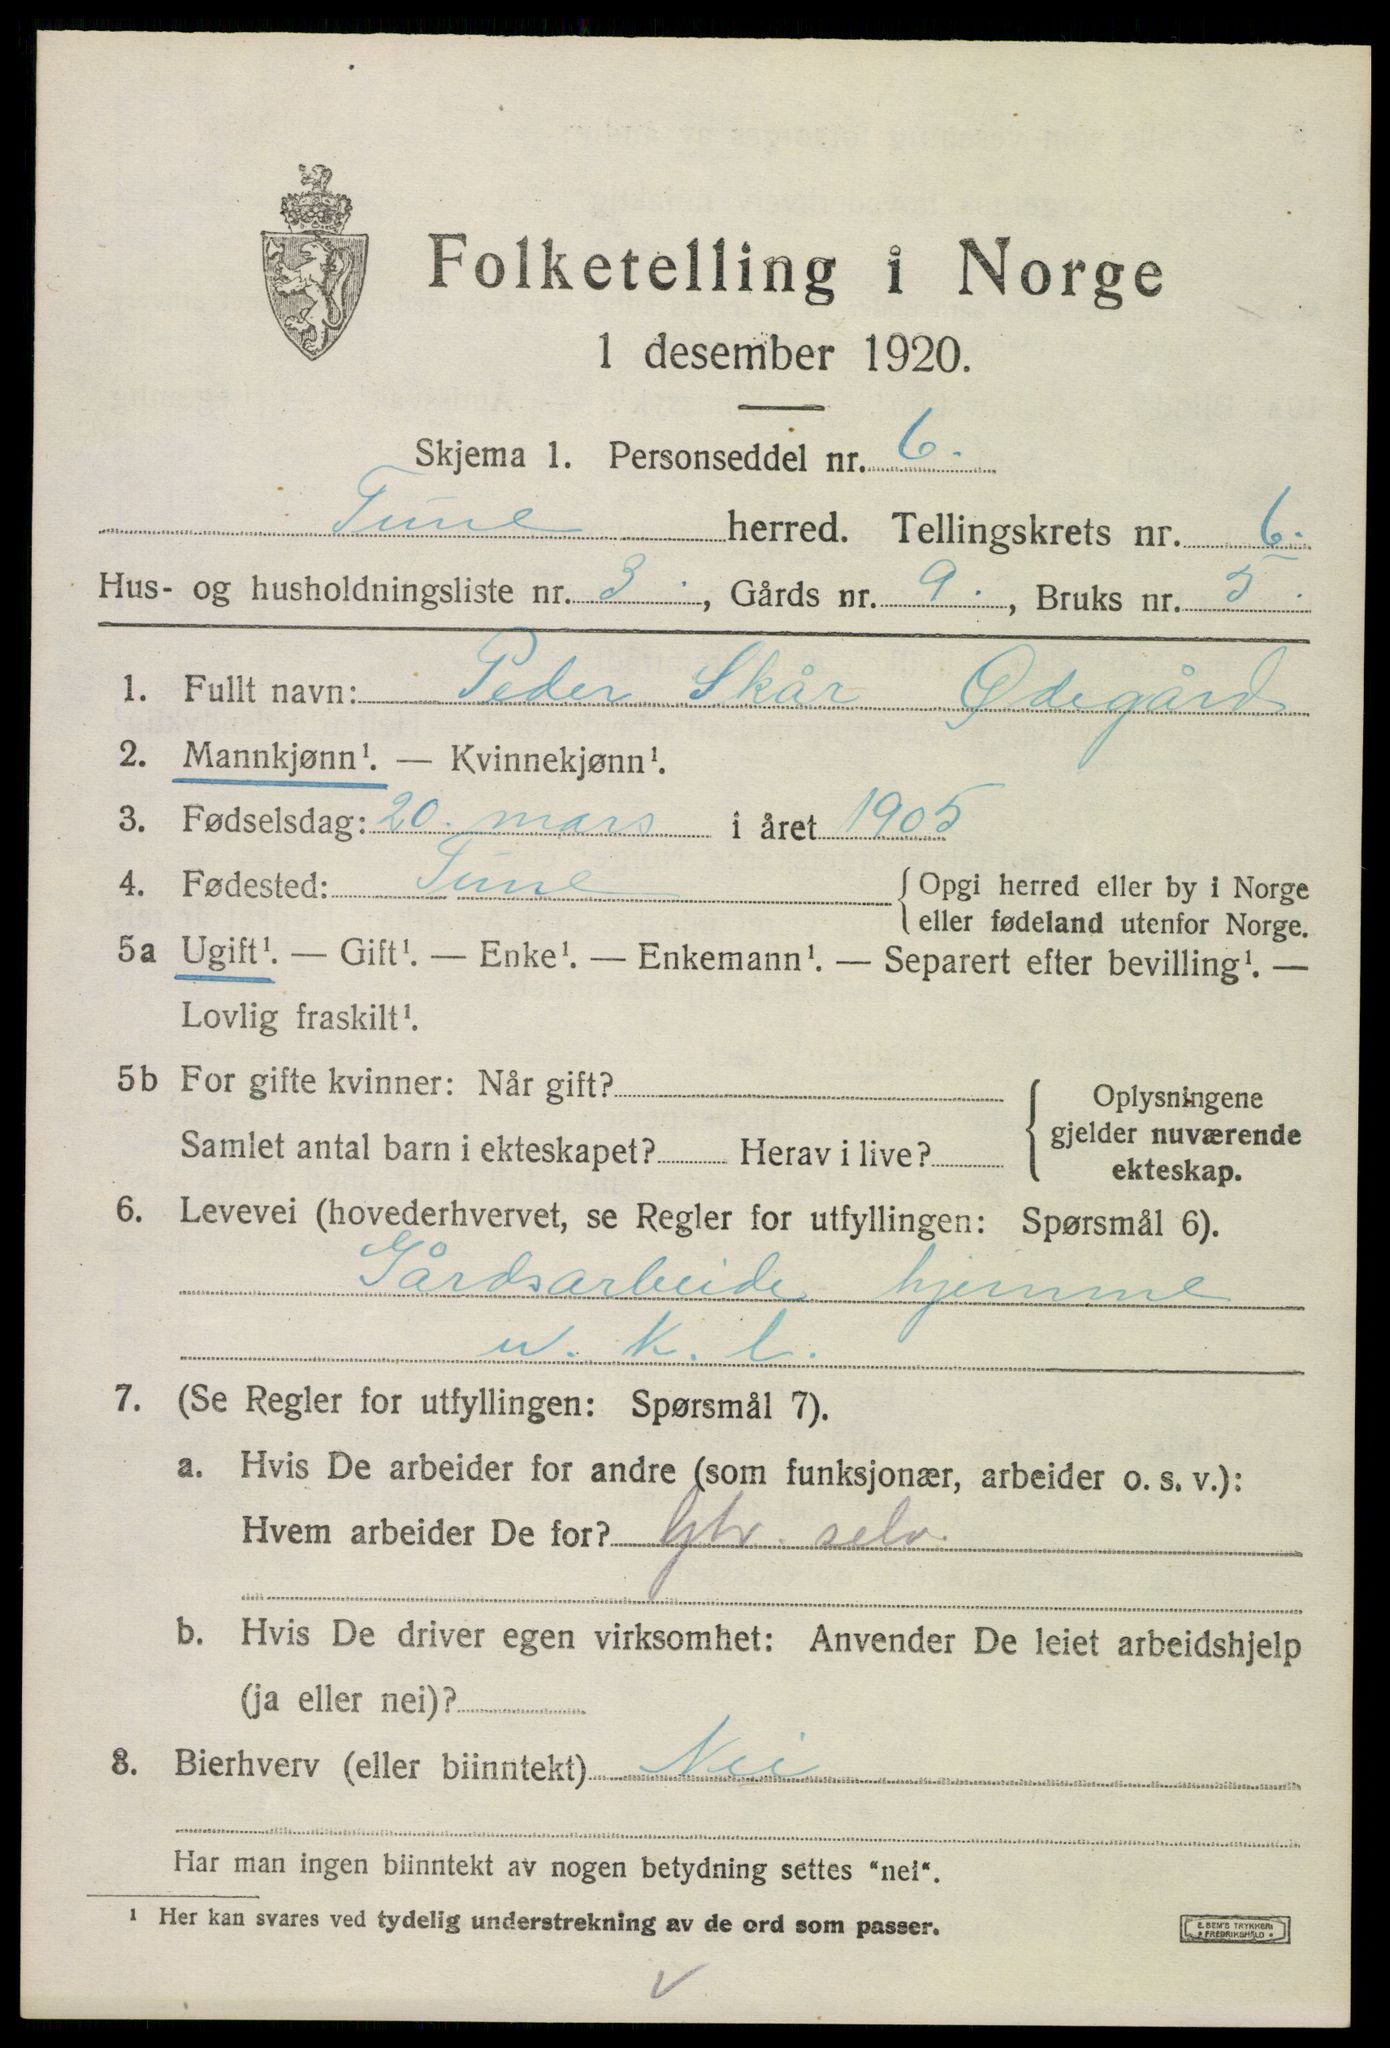 Folketelling i Norge
1 desember 1920.
Skjema 1. Personseddel nr. 6.
Tune herred. Tellingskrets nr. 6.
Hus- og husholdningsliste nr. 3., Gårds nr. 9., Bruks nr. 5.
1. Fullt navn: Peder Skår Ødegård
2. Mannkjønn¹. — Kvinnekjønn¹.
3. Fødselsdag: 20. mars i året 1905
4. Fødested: Tune { Opgi herred eller by i Norge
eller fødeland utenfor Norge.
5a Ugift¹. — Gift¹. — Enke¹. — Enkemann¹. — Separert efter bevilling¹. —
Lovlig fraskilt¹.
5b For gifte kvinner: Når gift?
Samlet antal barn i ekteskapet? Herav i live?
{ Oplysningene
gjelder nuværende
ekteskap.
6. Levevei (hovederhvervet, se Regler for utfyllingen: Spørsmål 6).
Gårdsarbeide hjemme
u. k. l.
7. (Se Regler for utfyllingen: Spørsmål 7).
a. Hvis De arbeider for andre (som funksjonær, arbeider o. s. v.):
Hvem arbeider De for? Gbr. selv.
b. Hvis De driver egen virksomhet: Anvender De leiet arbeidshjelp
(ja eller nei)?
8. Bierhverv (eller biinntekt) Nei
Har man ingen biinntekt av nogen betydning settes "nei".
¹ Her kan svares ved tydelig understrekning av de ord som passer.
E. SEM'S TRYKKERI
FREDRIKSHALD